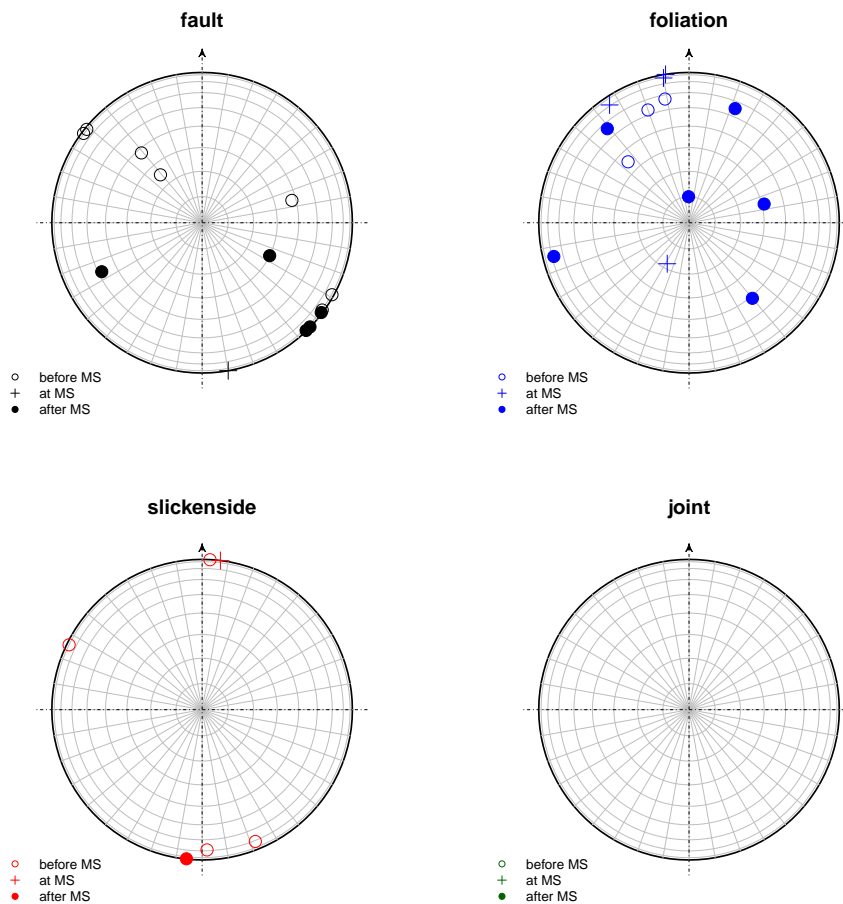 fault
before MS
at MS
after MS
foliation
before MS
at MS
after MS
slickenside
before MS
at MS
after MS
joint
before MS
at MS
after MS